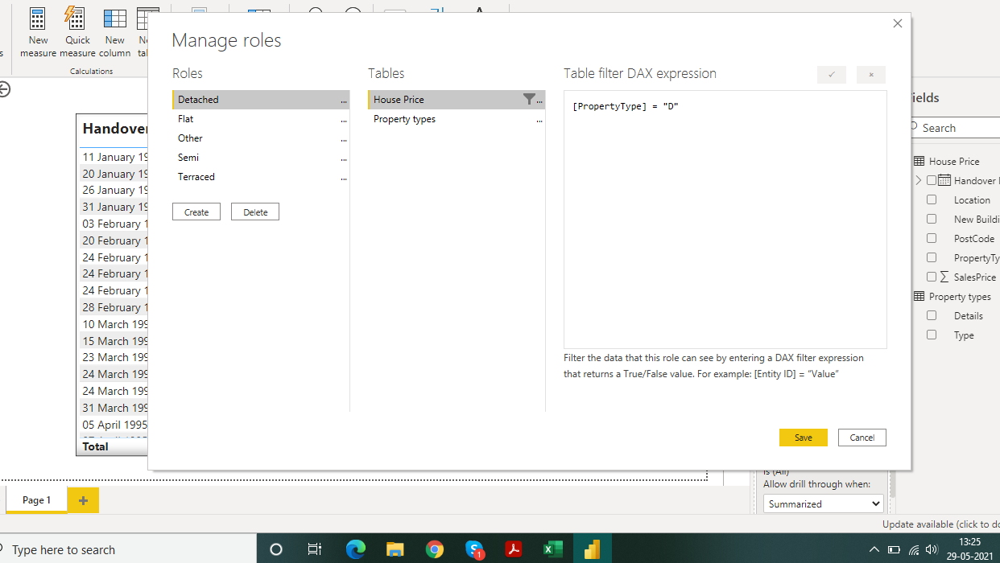 New measure
Quick measure
New column
Calculations
Manage roles
Roles
Detached ...
Flat ...
Other ...
Semi ...
Terraced ...
Create
Delete
Tables
House Price ...
Property types ...
Table filter DAX expression
[PropertyType] = "D"
Filter the data that this role can see by entering a DAX filter expression
that returns a True/False value. For example: [Entity ID] = “Value”
Save
Cancel
Handover
11 January 19
20 January 19
26 January 19
31 January 19
03 February 1
20 February 1
24 February 1
24 February 1
24 February 1
28 February 1
10 March 199
15 March 199
23 March 199
24 March 199
24 March 199
31 March 199
05 April 1995
Total
ields
Search
House Price
Handover
Location
New Buildi
PostCode
PropertyTy
SalesPrice
Property types
Details
Type
is (All)
Allow drill through when:
Summarized
Page 1
Update available (click to do
Type here to search
1
13:25
29-05-2021